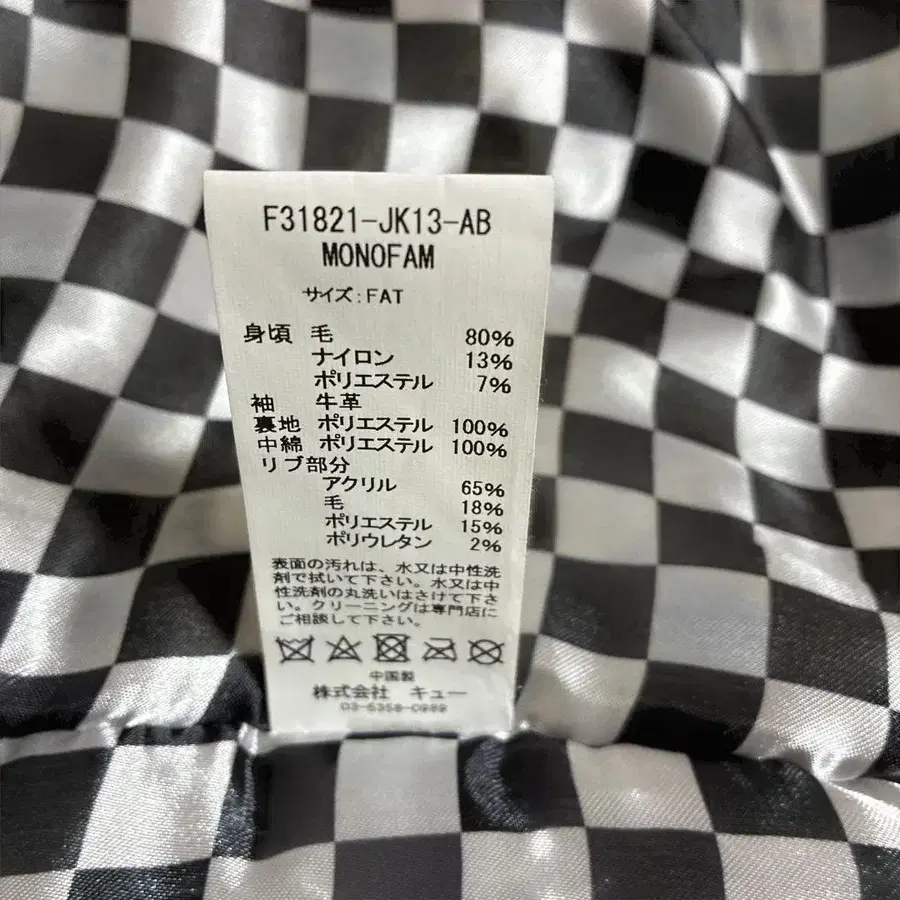 F31821-JK13-AB
MONOFAM
サイズ:FAT
身頃 毛 80%
ナイロン 13%
ポリエステル 7%
袖 牛革
裏地 ポリエステル 100%
中綿 ポリエステル 100%
リブ部分
アクリル 65%
毛 18%
ポリエステル 15%
ポリウレタン 2%
表面の汚れは、水又は中性洗
剤で拭いて下さい。水又は中
性洗剤の丸洗いはさけて下さ
い。クリーニングは専門店に
ご相談して下さい。
中国製
株式会社 キュー
03-5358-0989